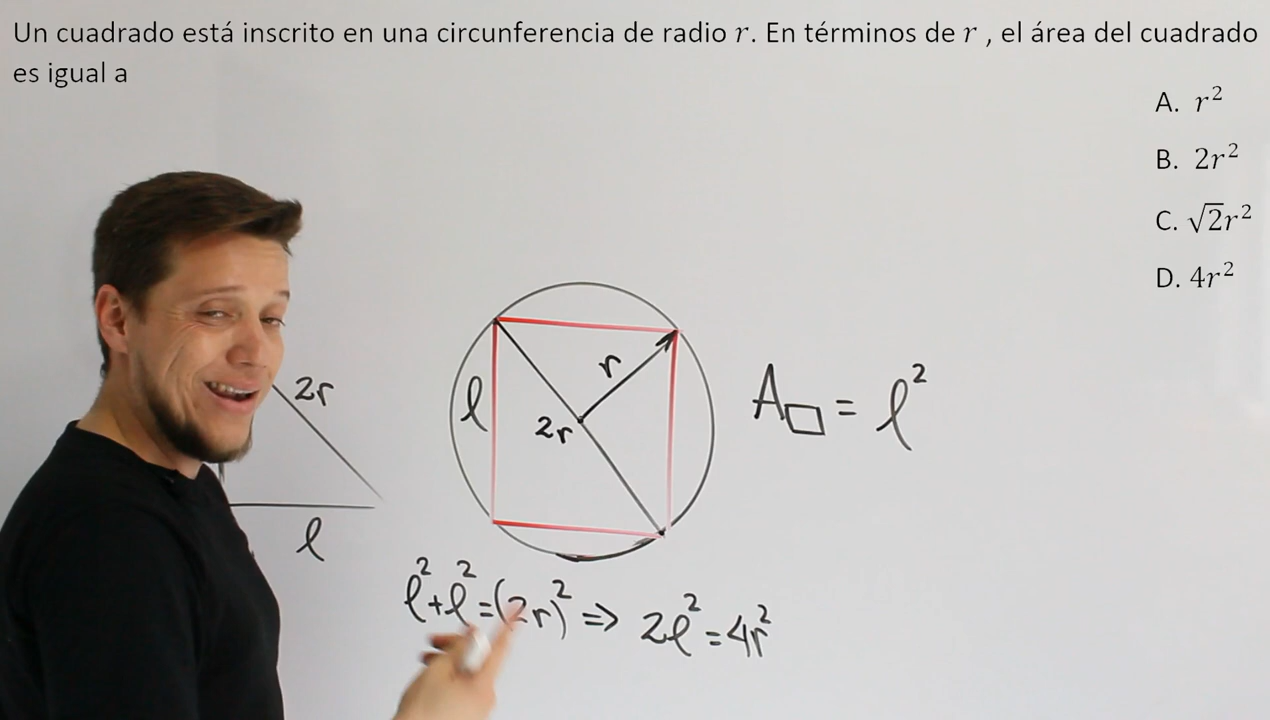 Un cuadrado está inscrito en una circunferencia de radio r. En términos de r , el área del cuadrado
es igual a
A. r²
B. 2r²
C. √2r²
D. 4r²
2r
l
l
r
2r
A□ = l²
l²+l²=(2r)² => 2l²=4r²